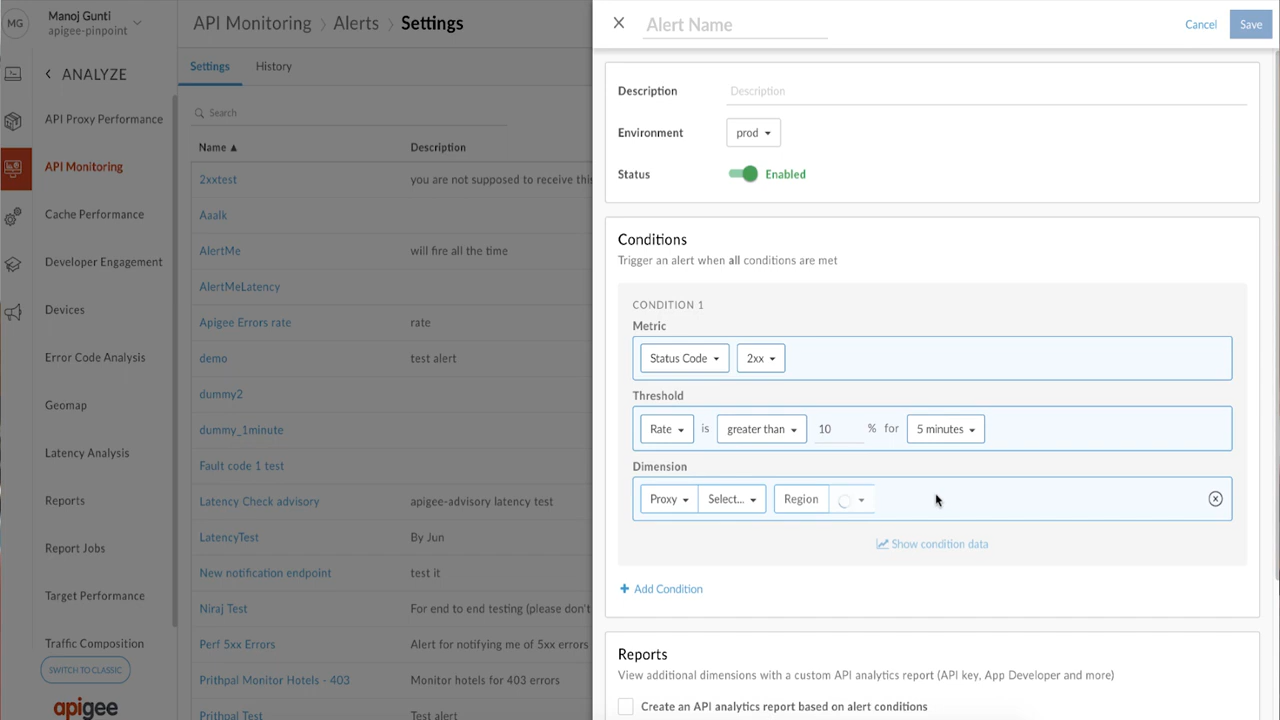 MG
Manoj Gunti
apigee-pinpoint
ANALYZE
API Proxy Performance
API Monitoring
Cache Performance
Developer Engagement
Devices
Error Code Analysis
Geomap
Latency Analysis
Reports
Report Jobs
Target Performance
Traffic Composition
SWITCH TO CLASSIC
apigee
API Monitoring > Alerts > Settings
Settings History
Search
Name ▲ Description
2xxtest you are not supposed to receive this
Aaalk
AlertMe will fire all the time
AlertMeLatency
Apigee Errors rate rate
demo test alert
dummy2
dummy_1minute
Fault code 1 test
Latency Check advisory apigee-advisory latency test
LatencyTest By Jun
New notification endpoint test it
Niraj Test For end to end testing (please don't
Perf 5xx Errors Alert for notifying me of 5xx errors
Prithpal Monitor Hotels - 403 Monitor hotels for 403 errors
Prithpal Test Test alert
Alert Name Cancel Save
Description Description
Environment prod
Status Enabled
Conditions
Trigger an alert when all conditions are met
CONDITION 1
Metric
Status Code 2xx
Threshold
Rate is greater than 10 % for 5 minutes
Dimension
Proxy Select... Region
Show condition data
+ Add Condition
Reports
View additional dimensions with a custom API analytics report (API key, App Developer and more)
Create an API analytics report based on alert conditions